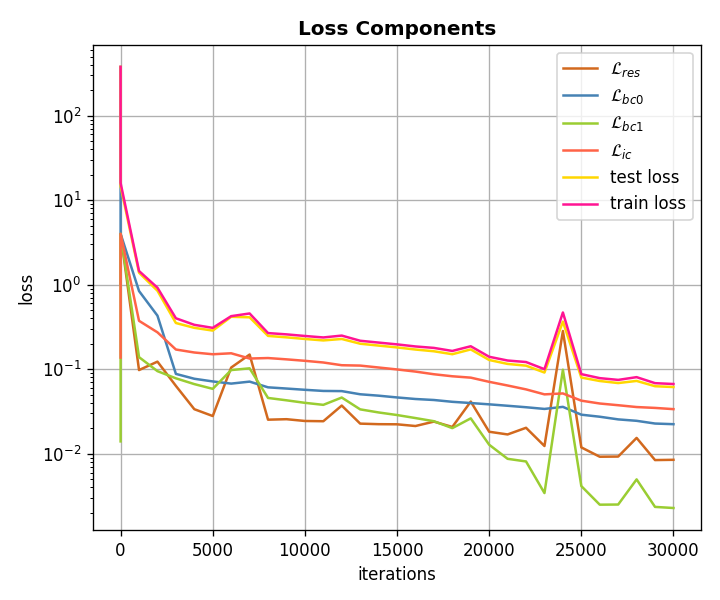 Loss Components
10²
10¹
10⁰
10⁻¹
10⁻²
loss
ℒ_res
ℒ_bc0
ℒ_bc1
ℒ_ic
test loss
train loss
0 5000 10000 15000 20000 25000 30000
iterations